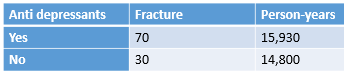 Anti depressants Fracture Person-years
Yes 70 15,930
No 30 14,800